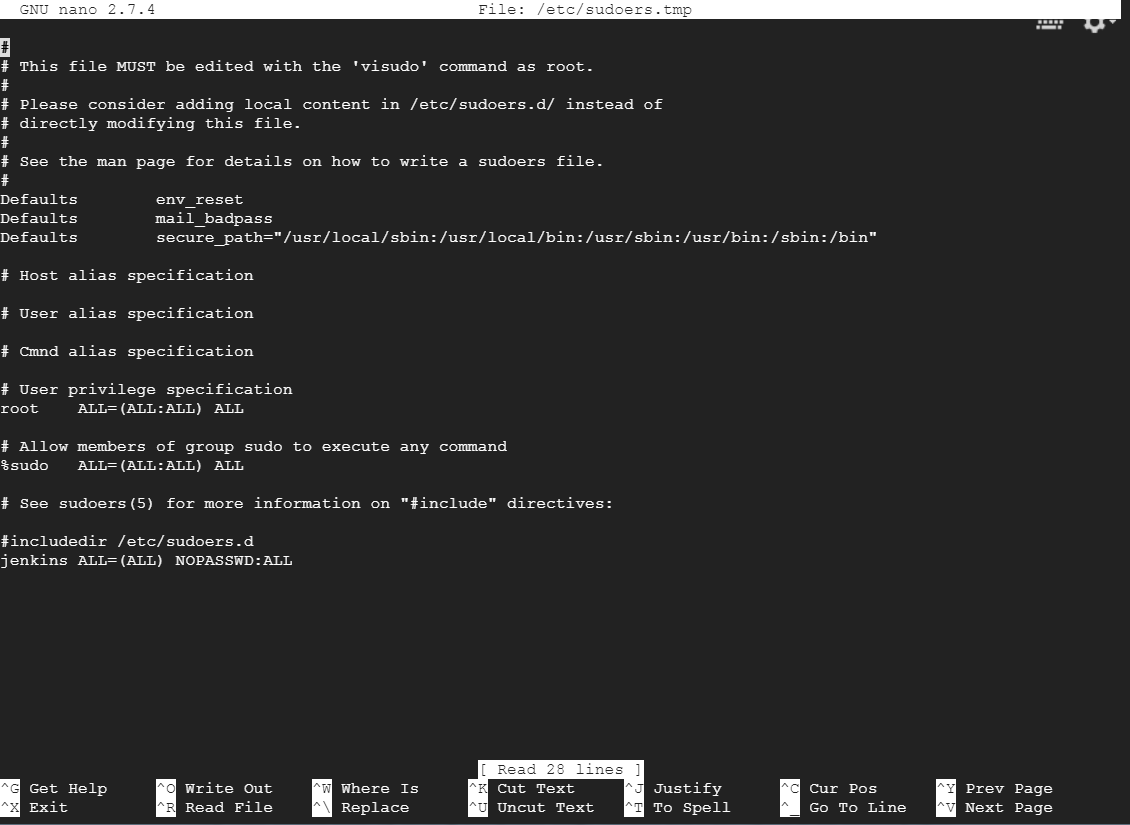 GNU nano 2.7.4 File: /etc/sudoers.tmp
#
# This file MUST be edited with the 'visudo' command as root.
#
# Please consider adding local content in /etc/sudoers.d/ instead of
# directly modifying this file.
#
# See the man page for details on how to write a sudoers file.
#
Defaults env_reset
Defaults mail_badpass
Defaults secure_path="/usr/local/sbin:/usr/local/bin:/usr/sbin:/usr/bin:/sbin:/bin"
# Host alias specification
# User alias specification
# Cmnd alias specification
# User privilege specification
root ALL=(ALL:ALL) ALL
# Allow members of group sudo to execute any command
%sudo ALL=(ALL:ALL) ALL
# See sudoers(5) for more information on "#include" directives:
#includedir /etc/sudoers.d
jenkins ALL=(ALL) NOPASSWD:ALL
[ Read 28 lines ]
^G Get Help ^O Write Out ^W Where Is ^K Cut Text ^J Justify ^C Cur Pos ^Y Prev Page
^X Exit ^R Read File ^\ Replace ^U Uncut Text ^T To Spell ^_ Go To Line ^V Next Page